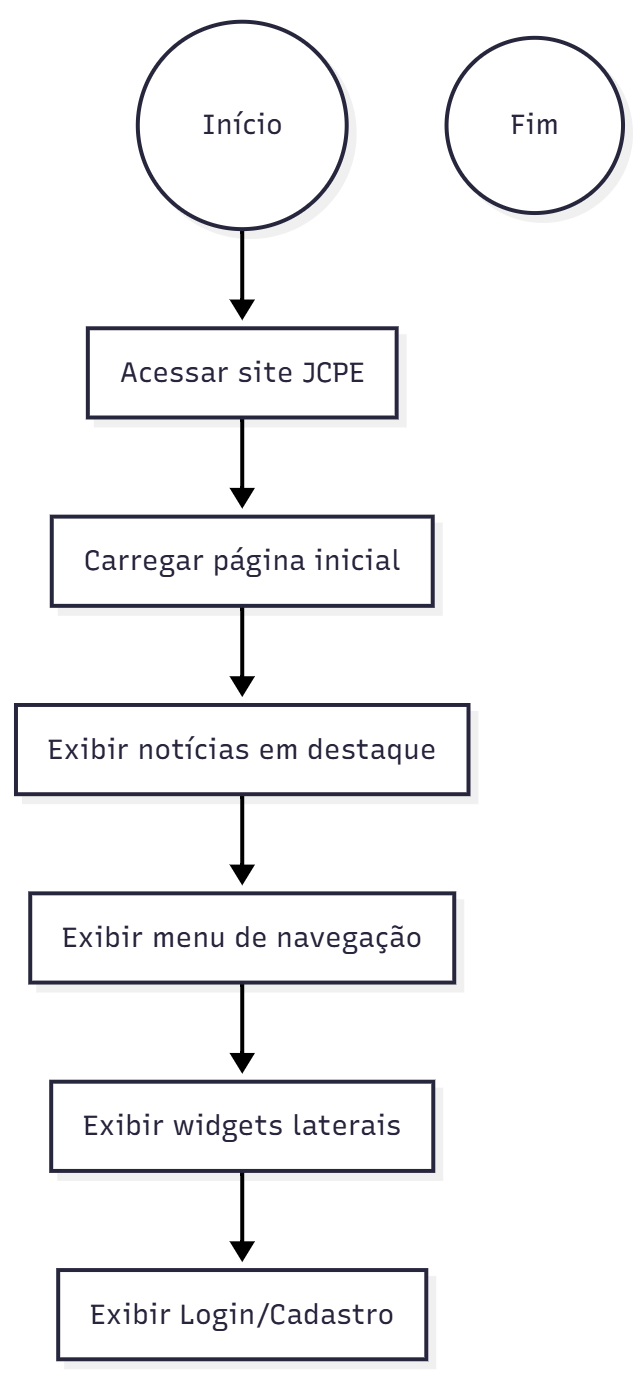 Início
Fim
Acessar site JCPE
Carregar página inicial
Exibir notícias em destaque
Exibir menu de navegação
Exibir widgets laterais
Exibir Login/Cadastro